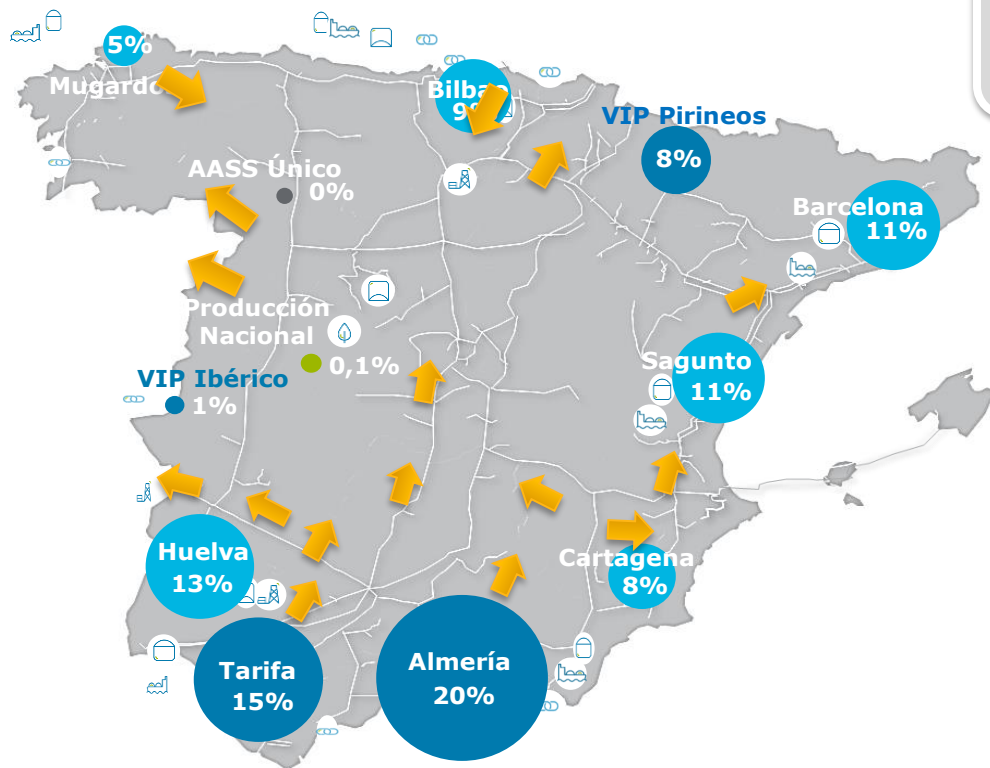 5%
Mugardos
Bilbao
9%
VIP Pirineos
8%
AASS Único
0%
Barcelona
11%
Producción
Nacional
0,1%
Sagunto
11%
VIP Ibérico
1%
Huelva
13%
Cartagena
8%
Tarifa
15%
Almería
20%